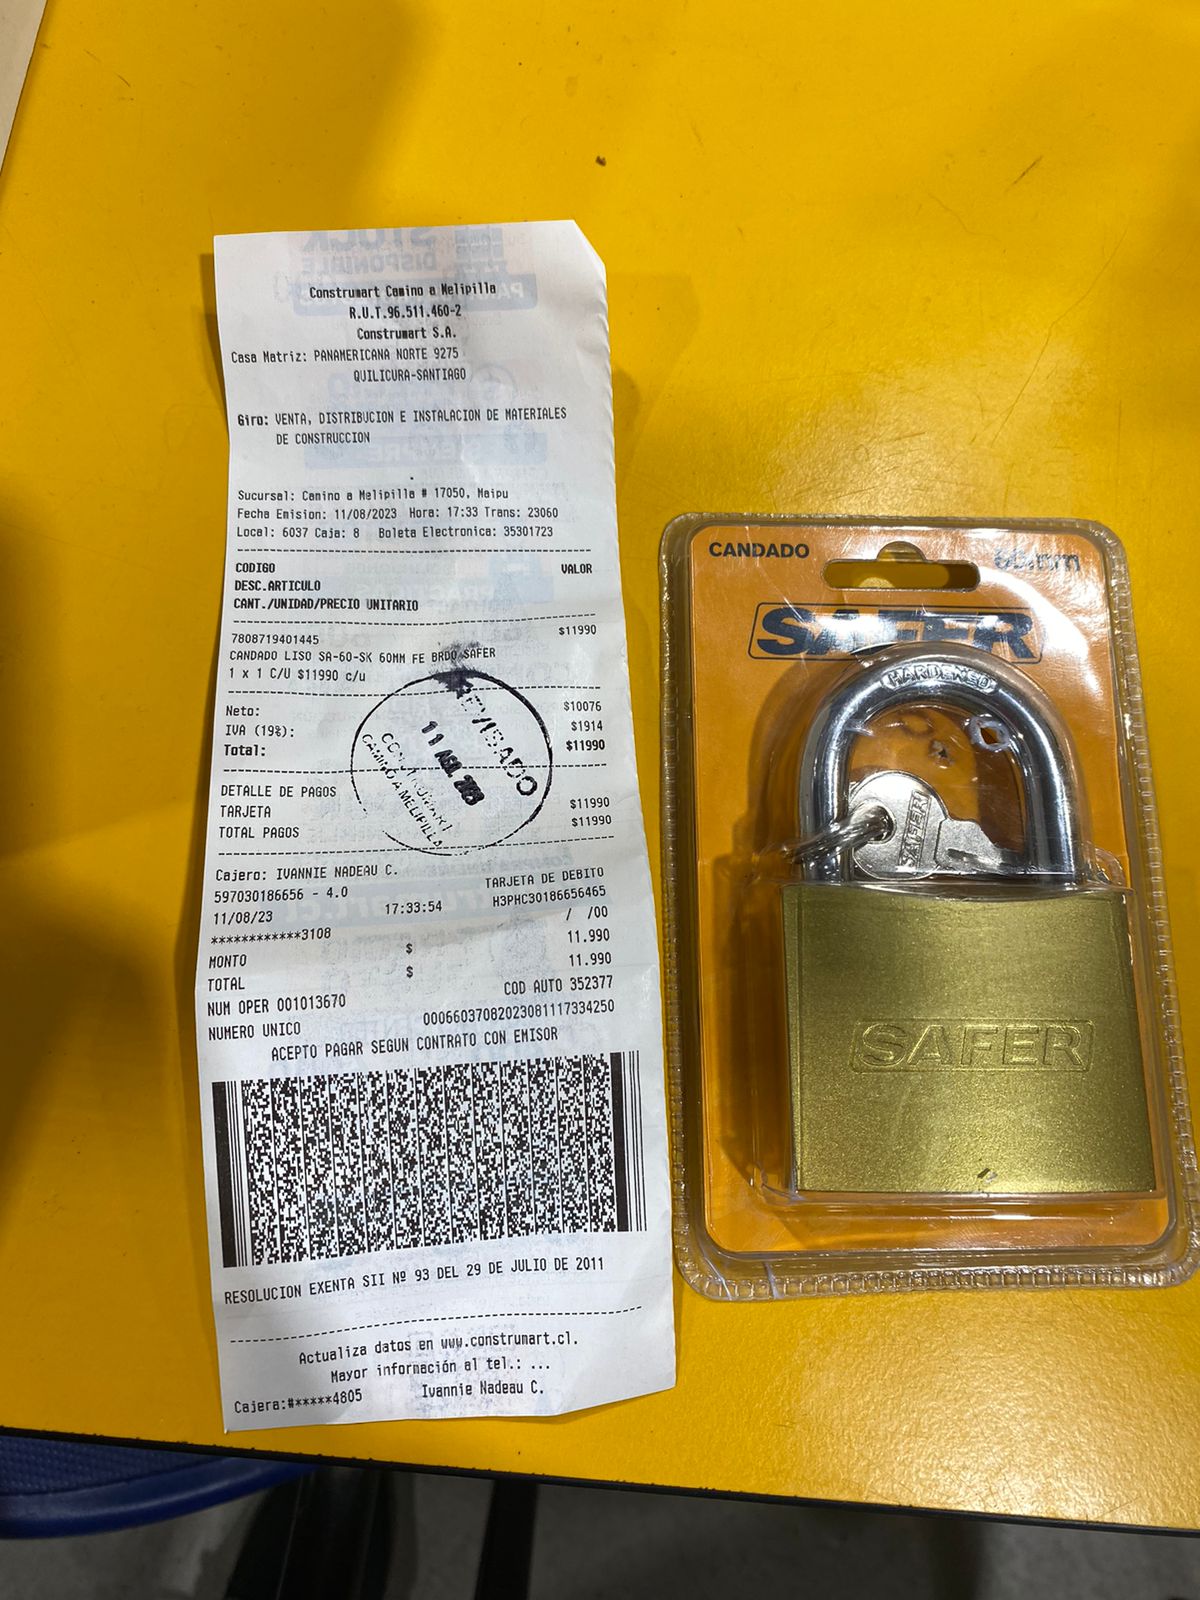 Construmart Camino a Melipilla
R.U.T.96.511.460-2
Construmart S.A.
Casa Matriz: PANAMERICANA NORTE 9275
QUILICURA-SANTIAGO
Giro: VENTA, DISTRIBUCION E INSTALACION DE MATERIALES
DE CONSTRUCCION
Sucursal: Camino a Melipilla # 17050, Maipu
Fecha Emision: 11/08/2023 Hora: 17:33 Trans: 23060
Local: 6037 Caja: 8 Boleta Electronica: 35301723
CODIGO VALOR
DESC.ARTICULO
CANT./UNIDAD/PRECIO UNITARIO
7808719401445 $11990
CANDADO LISO SA-60-SK 60MM FE BRDO SAFER
1 x 1 C/U $11990 c/u
Neto: $10076
IVA (19%): $1914
Total: $11990
REVISADO
11 2023
CONSTRUMART
CAMINO A MELIPILLA
DETALLE DE PAGOS
TARJETA $11990
TOTAL PAGOS $11990
Cajero: IVANNIE NADEAU C.
597030186656 - 4.0 TARJETA DE DEBITO
11/08/23 17:33:54 H3PHC30186656465
************3108 / /00
MONTO $ 11.990
TOTAL $ 11.990
NUM OPER 001013670 COD AUTO 352377
NUMERO UNICO 00066037082023081117334250
ACEPTO PAGAR SEGUN CONTRATO CON EMISOR
RESOLUCION EXENTA SII Nº 93 DEL 29 DE JULIO DE 2011
Actualiza datos en www.construmart.cl.
Mayor información al tel.: ...
Cajera:#*****4805 Ivannie Nadeau C.
CANDADO 60mm
SAFER
HARDENED
SAFER
SAFER